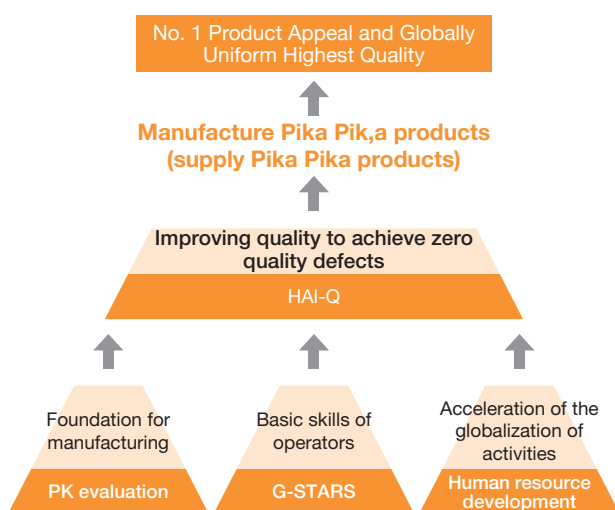 No. 1 Product Appeal and Globally
Uniform Highest Quality
Manufacture Pika Pik,a products
(supply Pika Pika products)
Improving quality to achieve zero
quality defects
HAI-Q
Foundation for
manufacturing
PK evaluation
Basic skills of
operators
G-STARS
Acceleration of the
globalization of
activities
Human resource
development